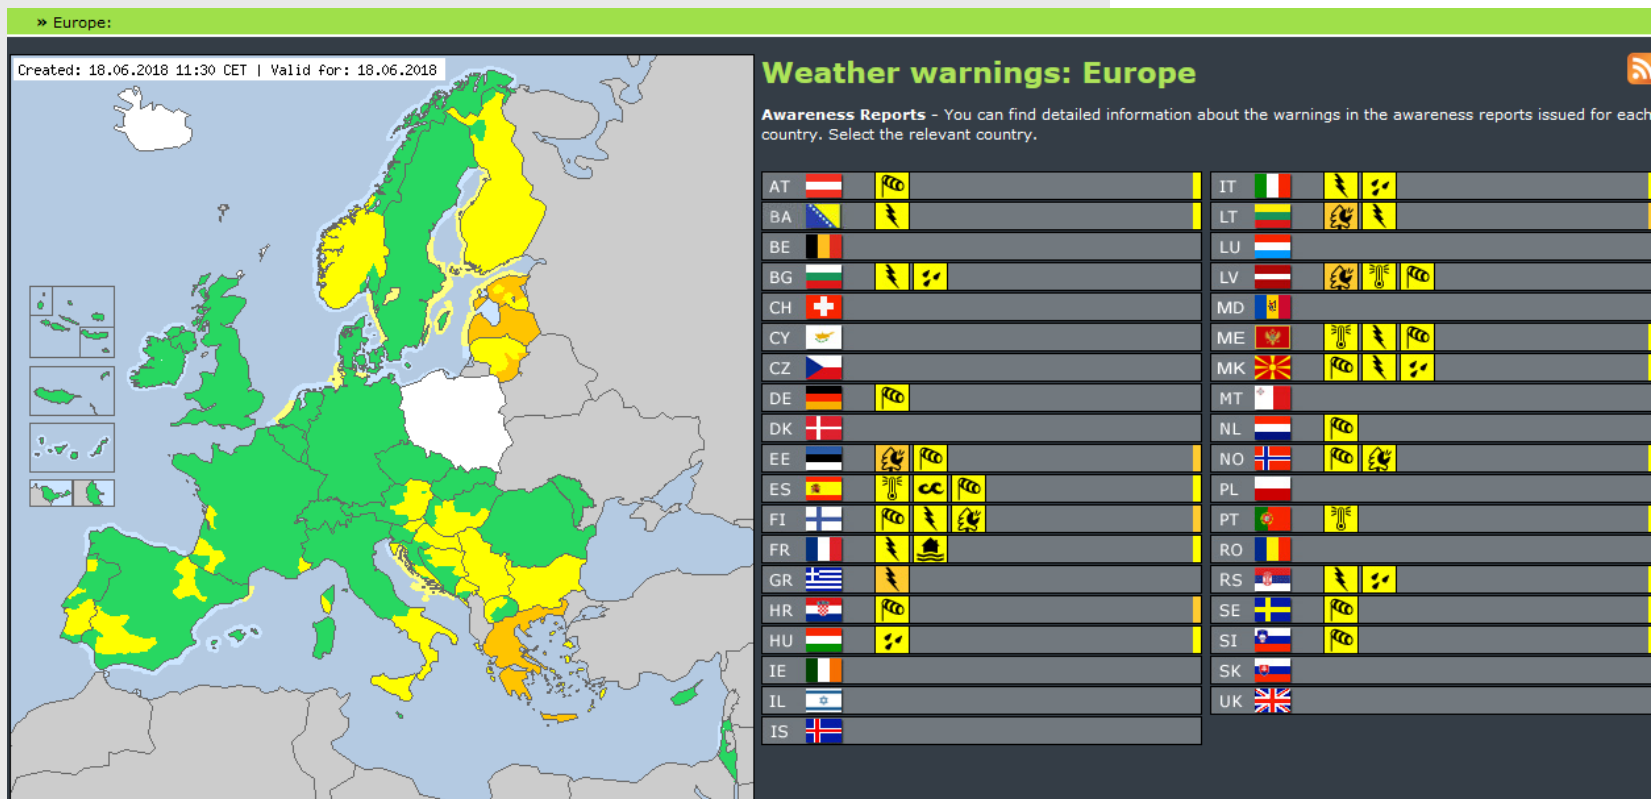 » Europe:
Created: 18.06.2018 11:30 CET | Valid for: 18.06.2018
Weather warnings: Europe
Awareness Reports - You can find detailed information about the warnings in the awareness reports issued for each
country. Select the relevant country.
AT
BA
BE
BG
CH
CY
CZ
DE
DK
EE
ES
FI
FR
GR
HR
HU
IE
IL
IS
IT
LT
LU
LV
MD
ME
MK
MT
NL
NO
PL
PT
RO
RS
SE
SI
SK
UK